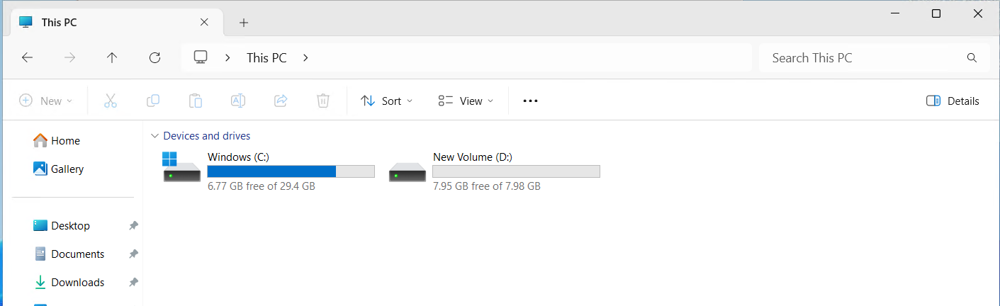 This PC
This PC
Search This PC
New
Sort
View
Details
Home
Gallery
Desktop
Documents
Downloads
Devices and drives
Windows (C:)
6.77 GB free of 29.4 GB
New Volume (D:)
7.95 GB free of 7.98 GB